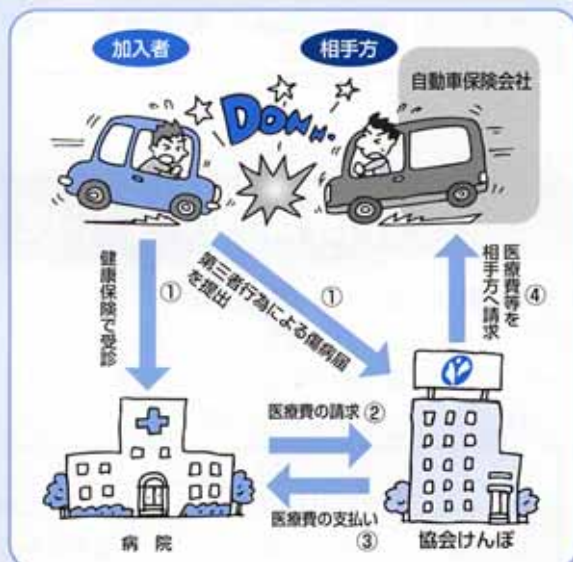 加入者
相手方
自動車保険会社
DOMN..
健康保険で受診
①
第三者行為による傷病届
を提出
①
医療費等を
相手方へ請求
④
医療費の請求 ②
医療費の支払い
③
病院
協会けんぽ